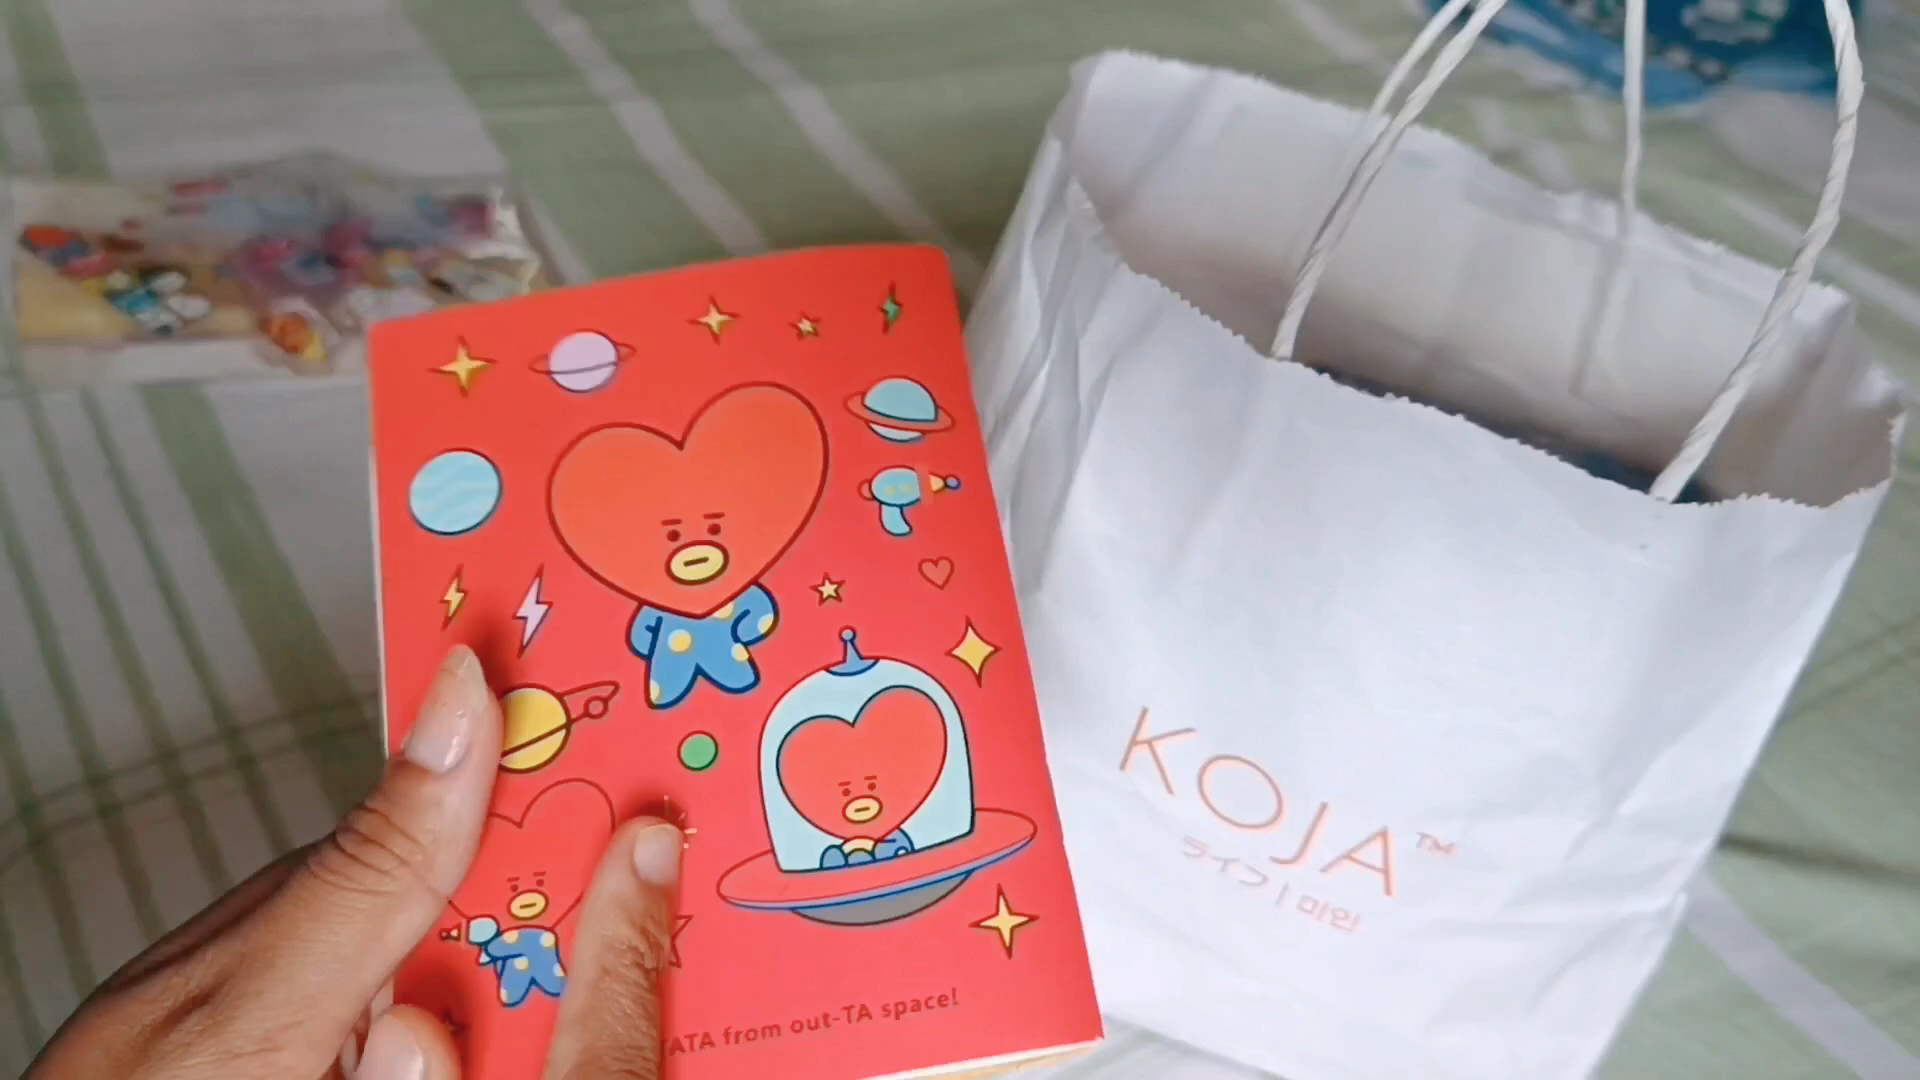 TATA from out-TA space!
KOJA™
ライフ | 미인